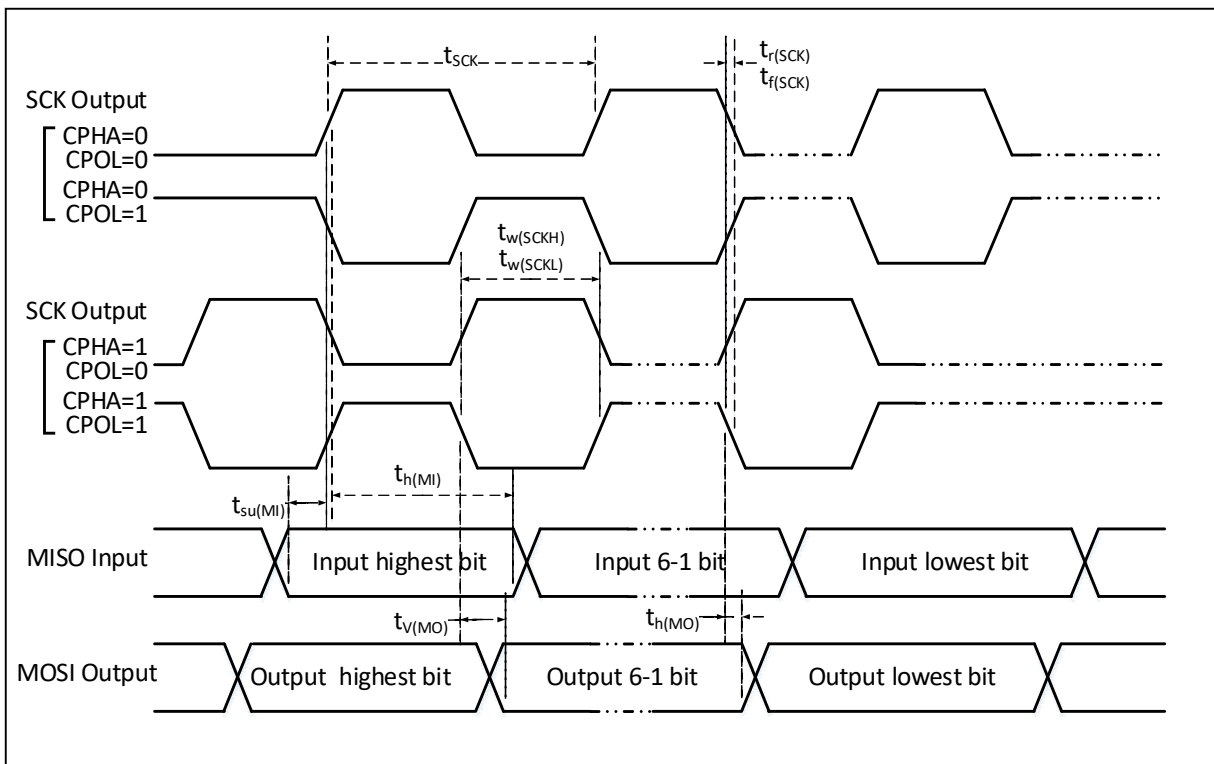 tSCK
tr(SCK)
tf(SCK)
SCK Output
CPHA=0
CPOL=0
CPHA=0
CPOL=1
tw(SCKH)
tw(SCKL)
SCK Output
CPHA=1
CPOL=0
CPHA=1
CPOL=1
th(MI)
tsu(MI)
MISO Input
Input highest bit
Input 6-1 bit
Input lowest bit
tV(MO)
th(MO)
MOSI Output
Output highest bit
Output 6-1 bit
Output lowest bit